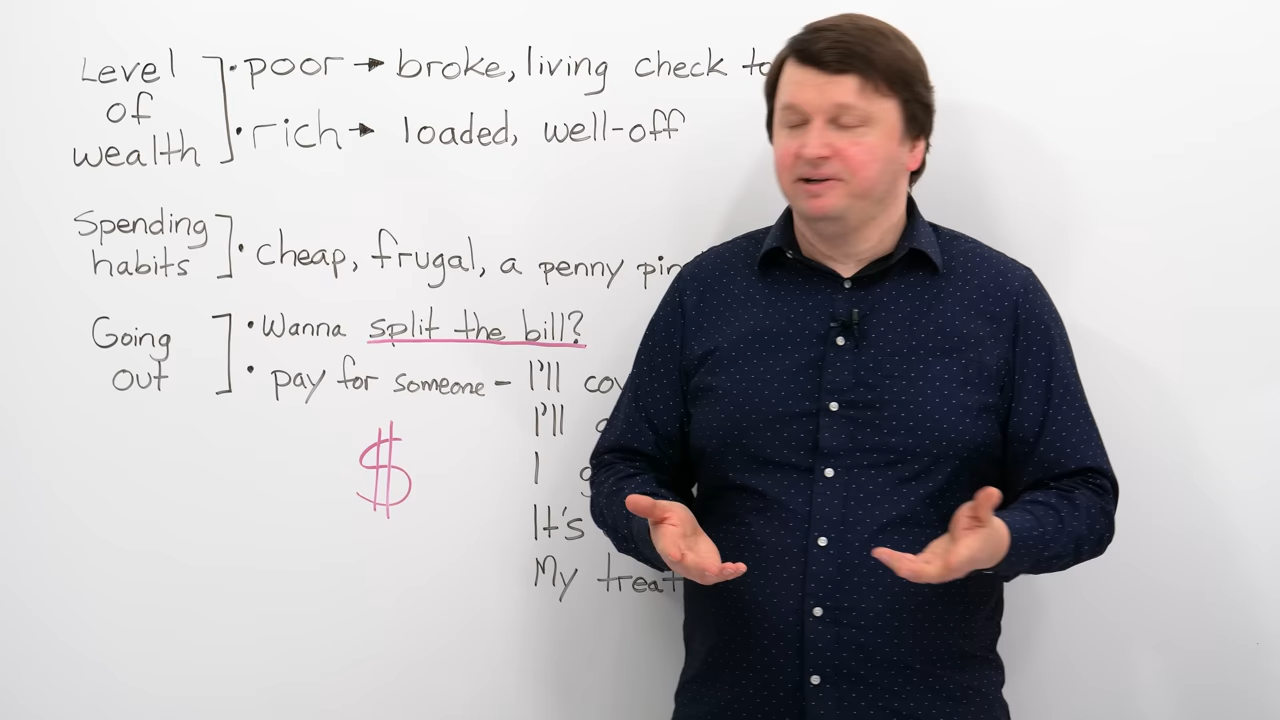 Level of wealth
• poor → broke, living check to
• rich → loaded, well-off
Spending habits
• cheap, frugal, a penny
Going out
• Wanna split the bill?
• pay for someone – I'll
I'll
I
It's
My treat
$